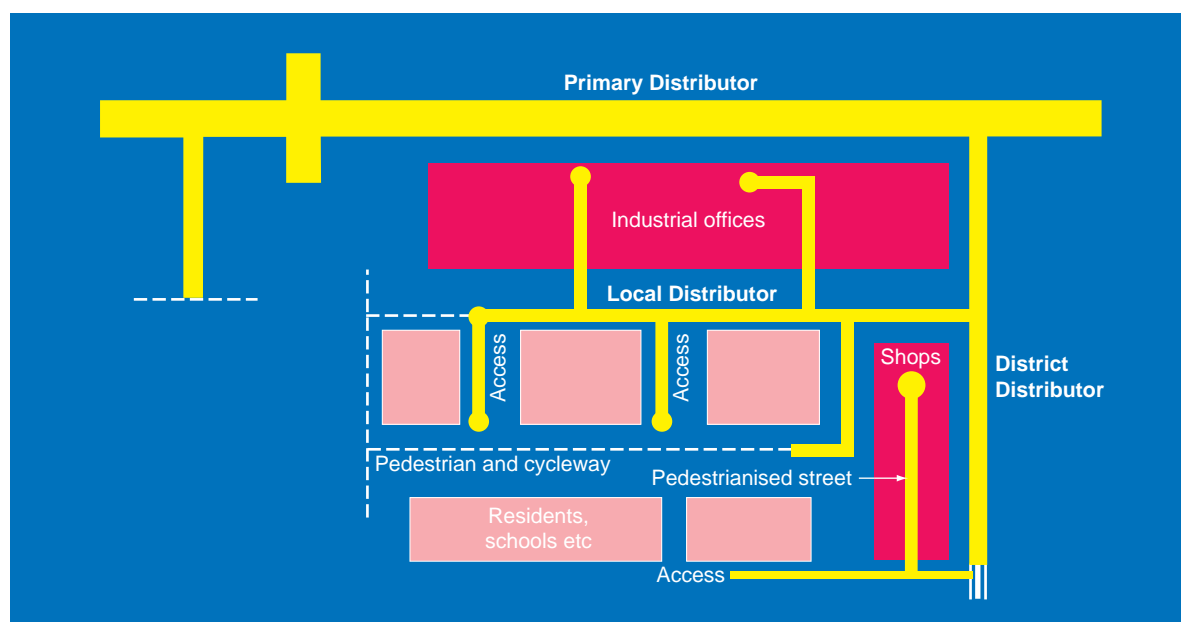 Primary Distributor
Industrial offices
Local Distributor
Access
Access
Shops
District
Distributor
Pedestrian and cycleway
Pedestrianised street
Residents,
schools etc
Access